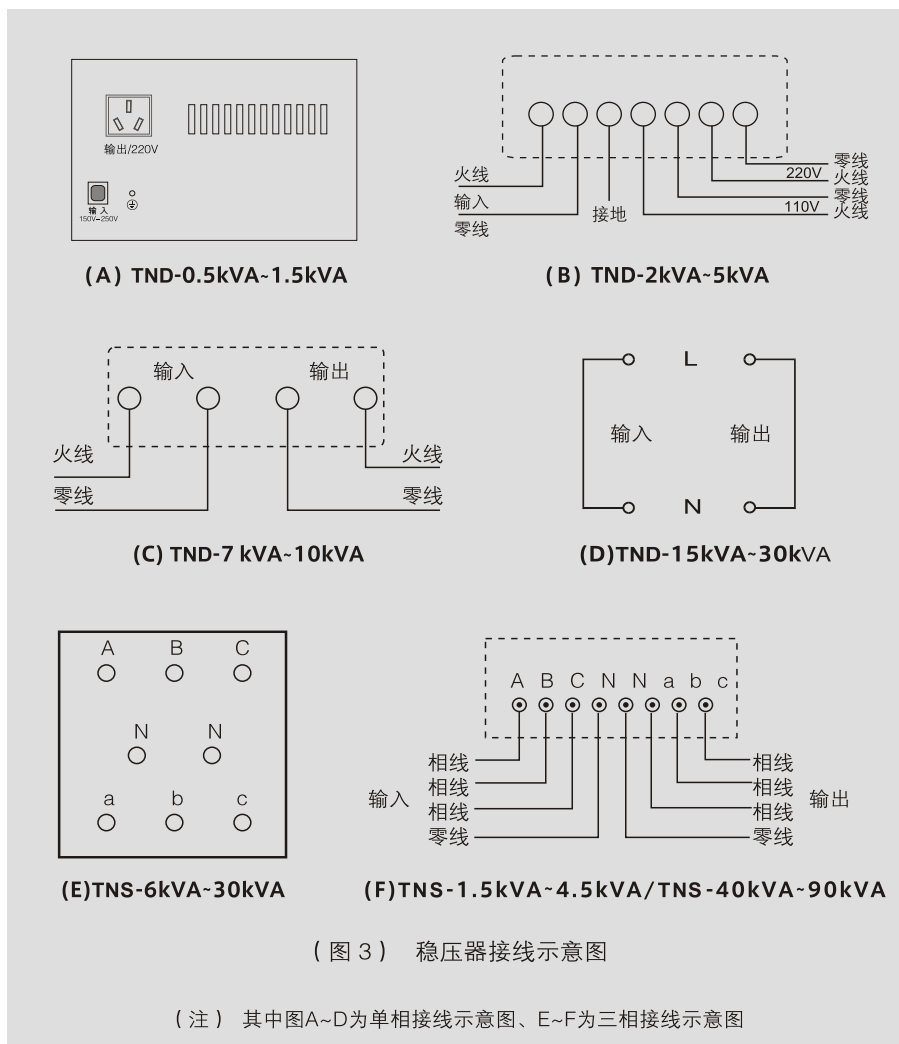 输出/220V
输入
150V-250V
(A) TND-0.5kVA~1.5kVA
火线
输入
零线
接地
220V
110V
零线
火线
零线
火线
(B) TND-2kVA~5kVA
输入 输出
火线
零线
火线
零线
(C) TND-7 kVA~10kVA
L
输入 输出
N
(D)TND-15kVA~30kVA
A B C
N N
a b c
(E)TNS-6kVA~30kVA
A B C N N a b c
输入
相线
相线
相线
零线
相线
相线
相线
零线
输出
(F)TNS-1.5kVA~4.5kVA/TNS-40kVA~90kVA
(图3) 稳压器接线示意图
(注) 其中图A~D为单相接线示意图、E~F为三相接线示意图